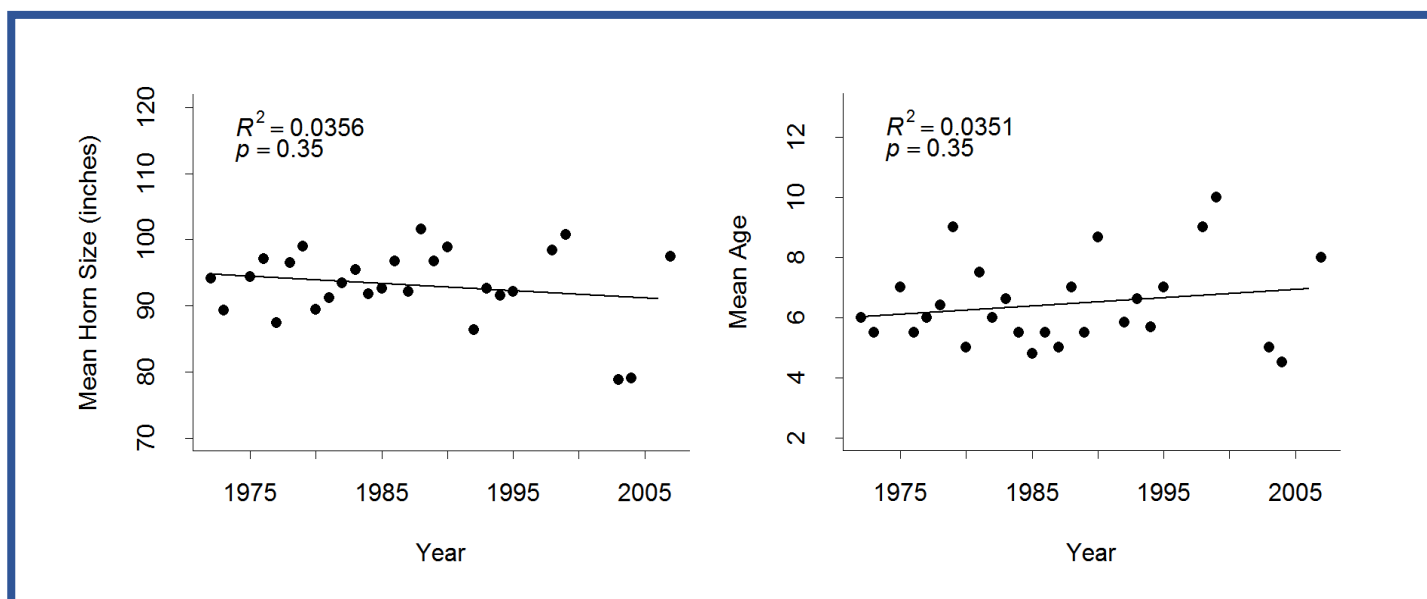 Mean Horn Size (inches)
120
110
100
90
80
70
R² = 0.0356
p = 0.35
1975
1985
1995
2005
Year
Mean Age
12
10
8
6
4
2
R² = 0.0351
p = 0.35
1975
1985
1995
2005
Year